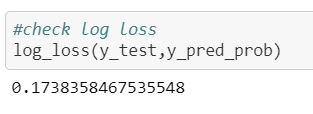 #check log loss
log_loss(y_test,y_pred_prob)
0.1738358467535548